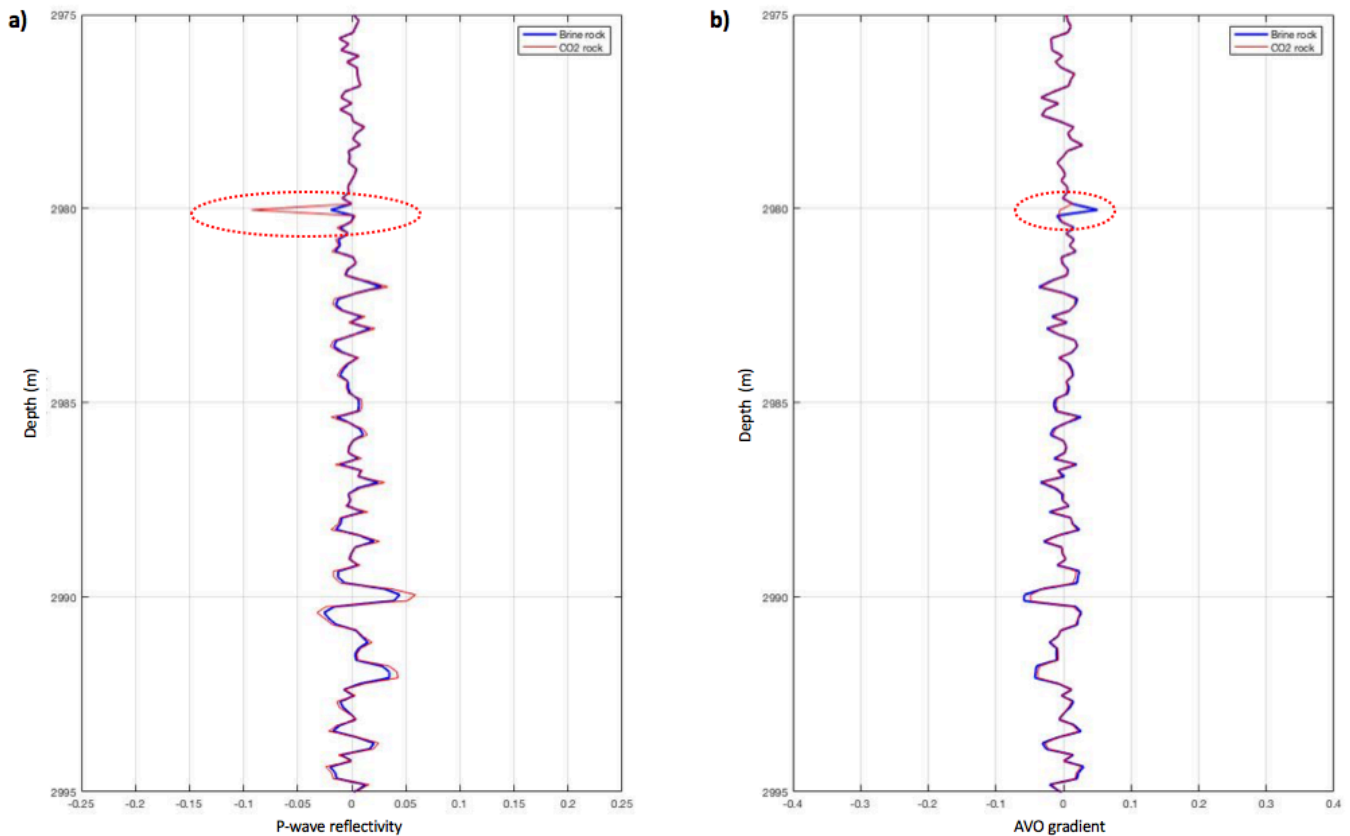 a)
2975
Brine rock
CO2 rock
2980
2985
2990
2995
Depth (m)
-0.25 -0.2 -0.15 -0.1 -0.05 0 0.05 0.1 0.15 0.2 0.25
P-wave reflectivity
b)
2975
Brine rock
CO2 rock
2980
2985
2990
2995
Depth (m)
-0.4 -0.3 -0.2 -0.1 0 0.1 0.2 0.3 0.4
AVO gradient